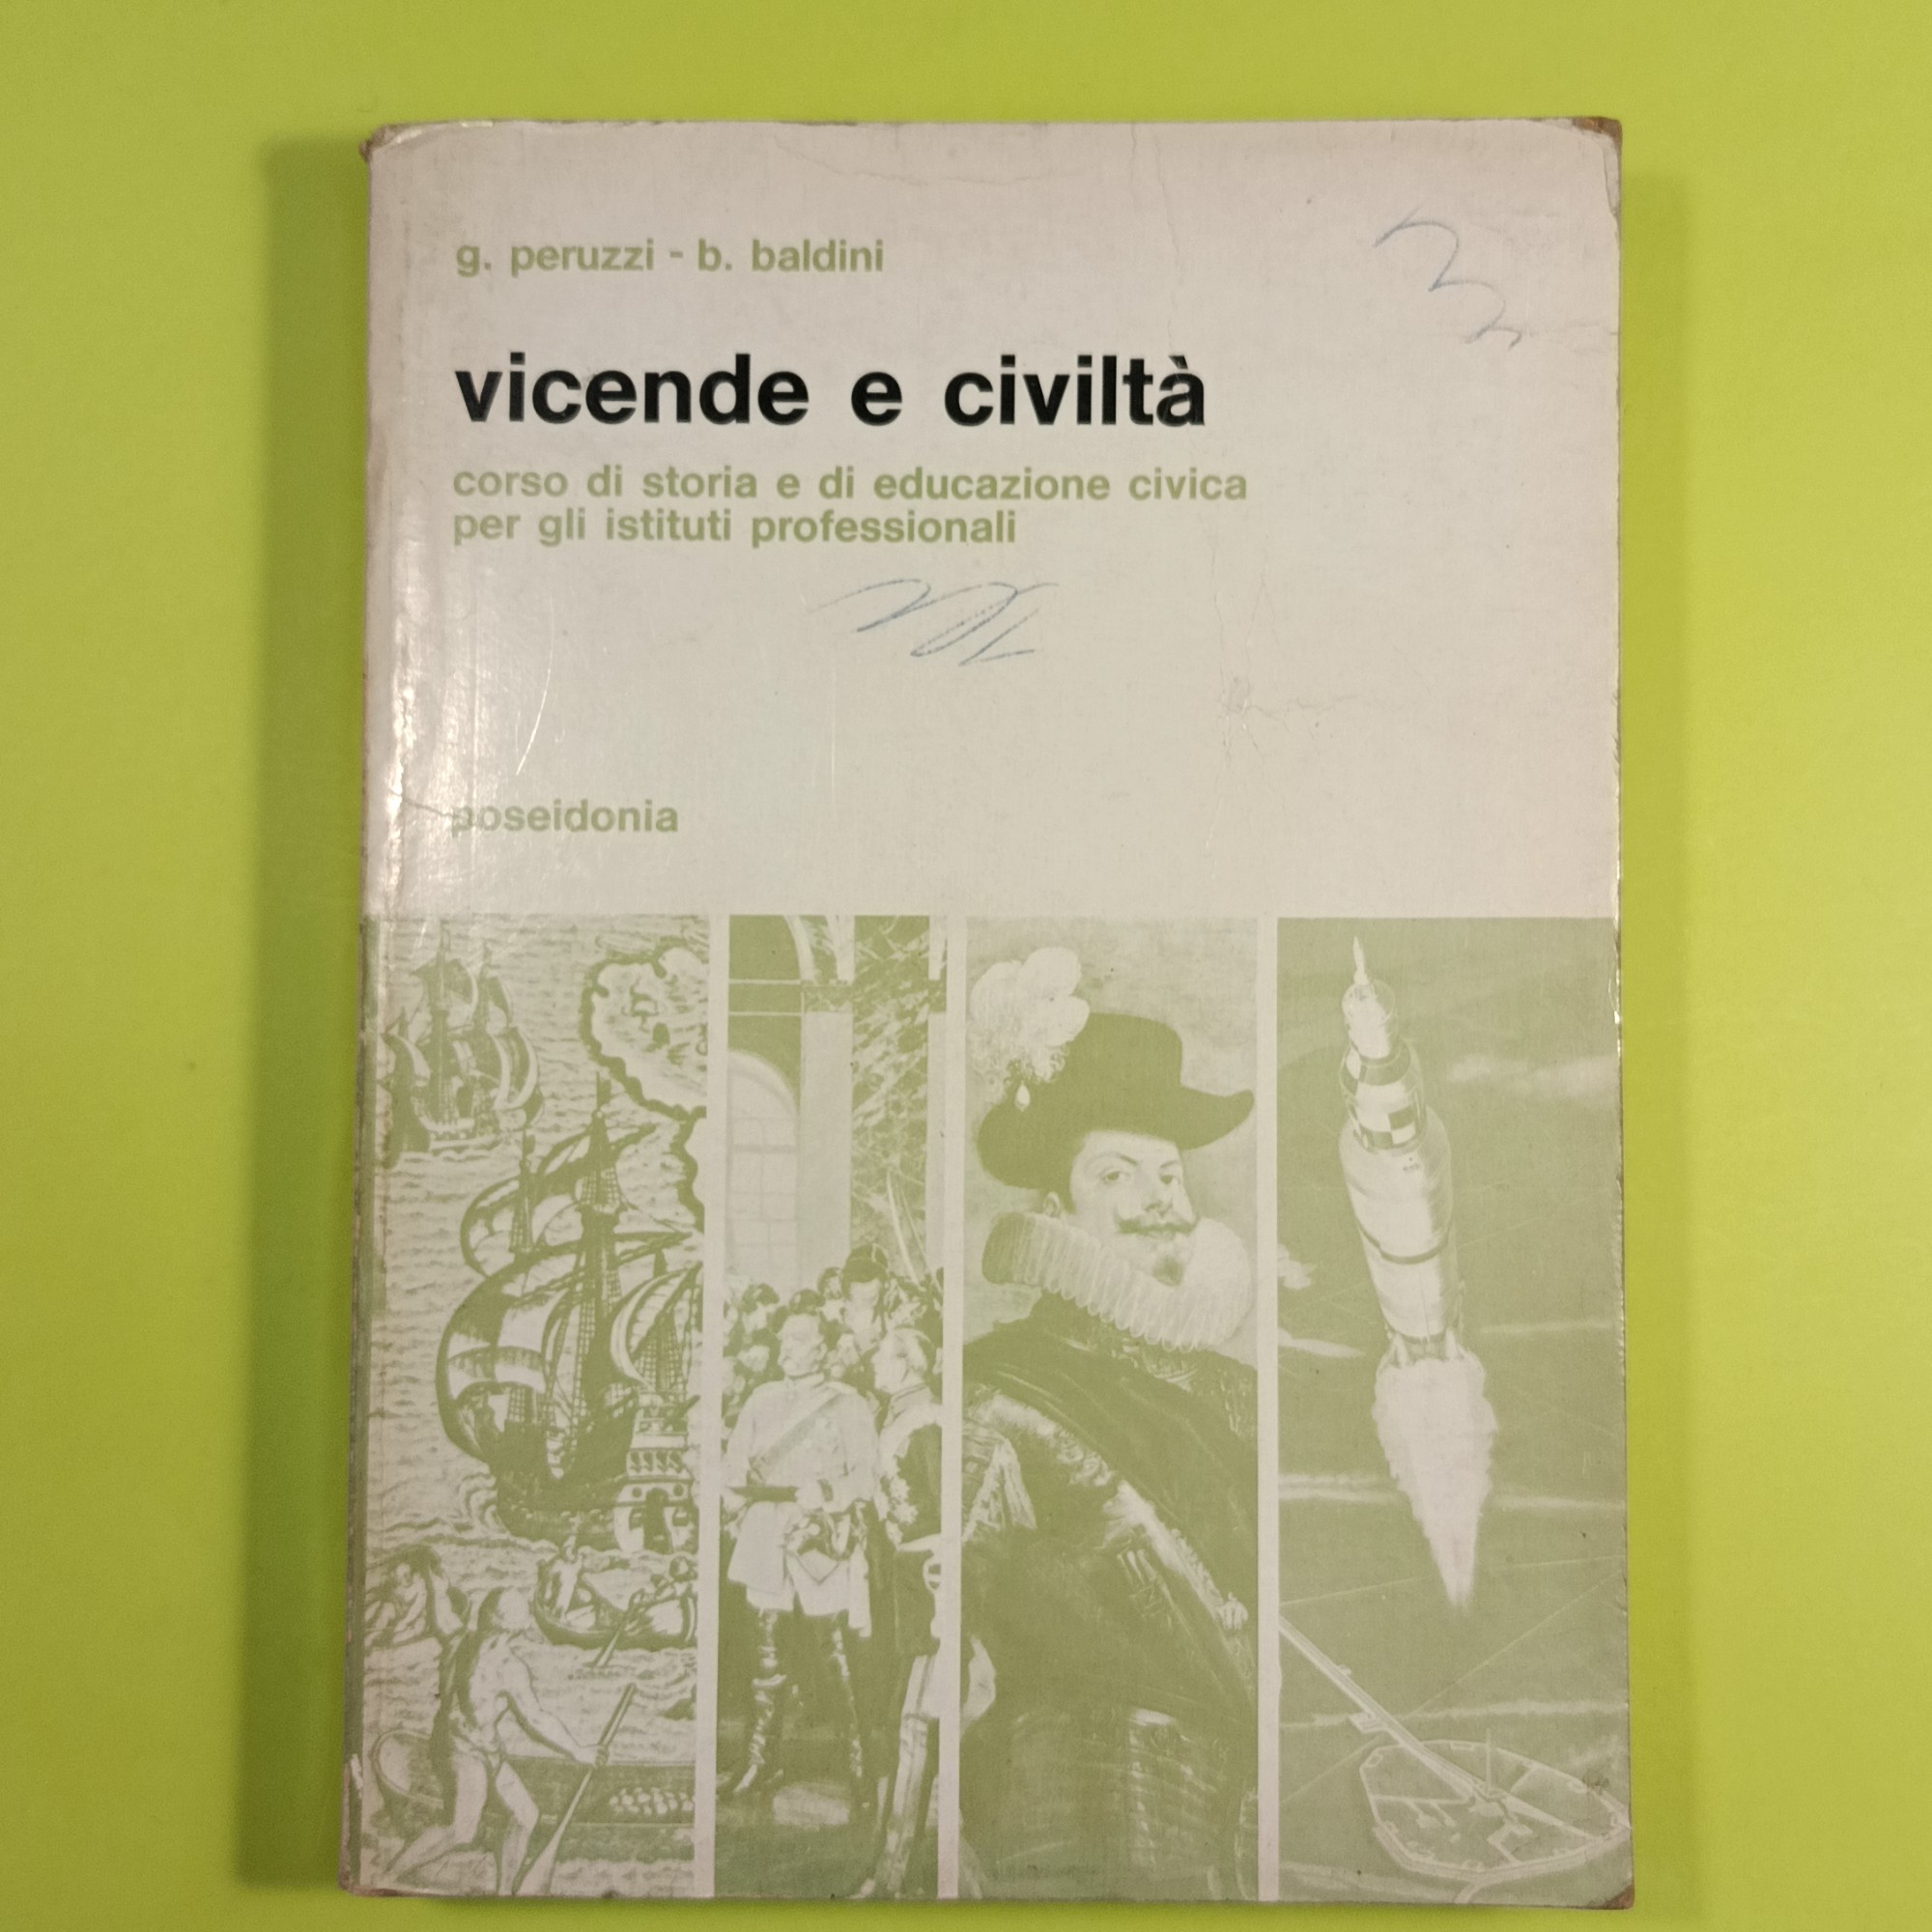 g. peruzzi - b. baldini
vicende e civiltà
corso di storia e di educazione civica
per gli istituti professionali
poseidonia